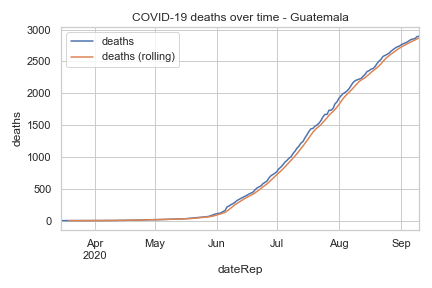 COVID-19 deaths over time - Guatemala
deaths
deaths (rolling)
3000
2500
2000
1500
1000
500
0
deaths
Apr
2020
May
Jun
Jul
Aug
Sep
dateRep